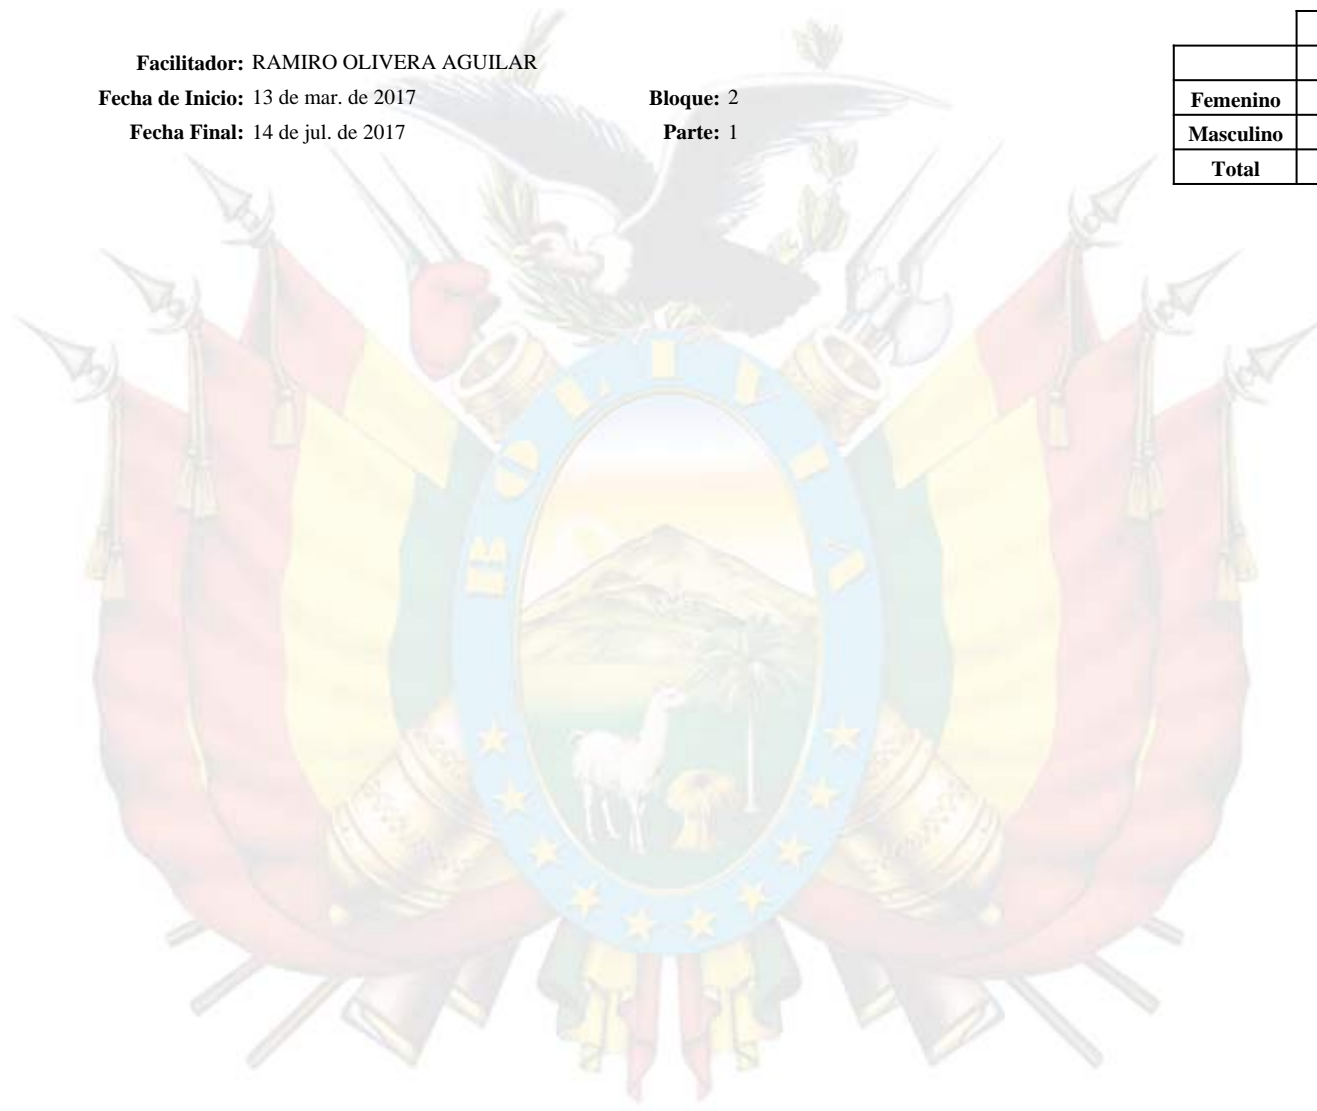 Facilitador: RAMIRO OLIVERA AGUILAR
Fecha de Inicio: 13 de mar. de 2017 Bloque: 2
Fecha Final: 14 de jul. de 2017 Parte: 1
Femenino
Masculino
Total
BOLIVIA